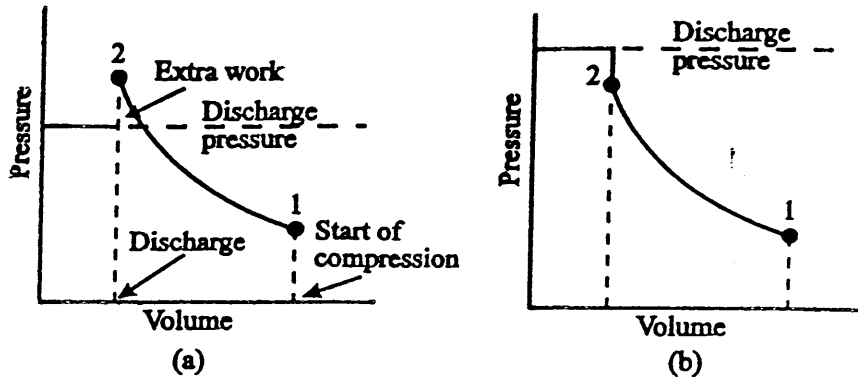 2
Extra work
Discharge
pressure
Pressure
1
Discharge
Start of
compression
Volume
(a)
Discharge
pressure
2
Pressure
1
Volume
(b)